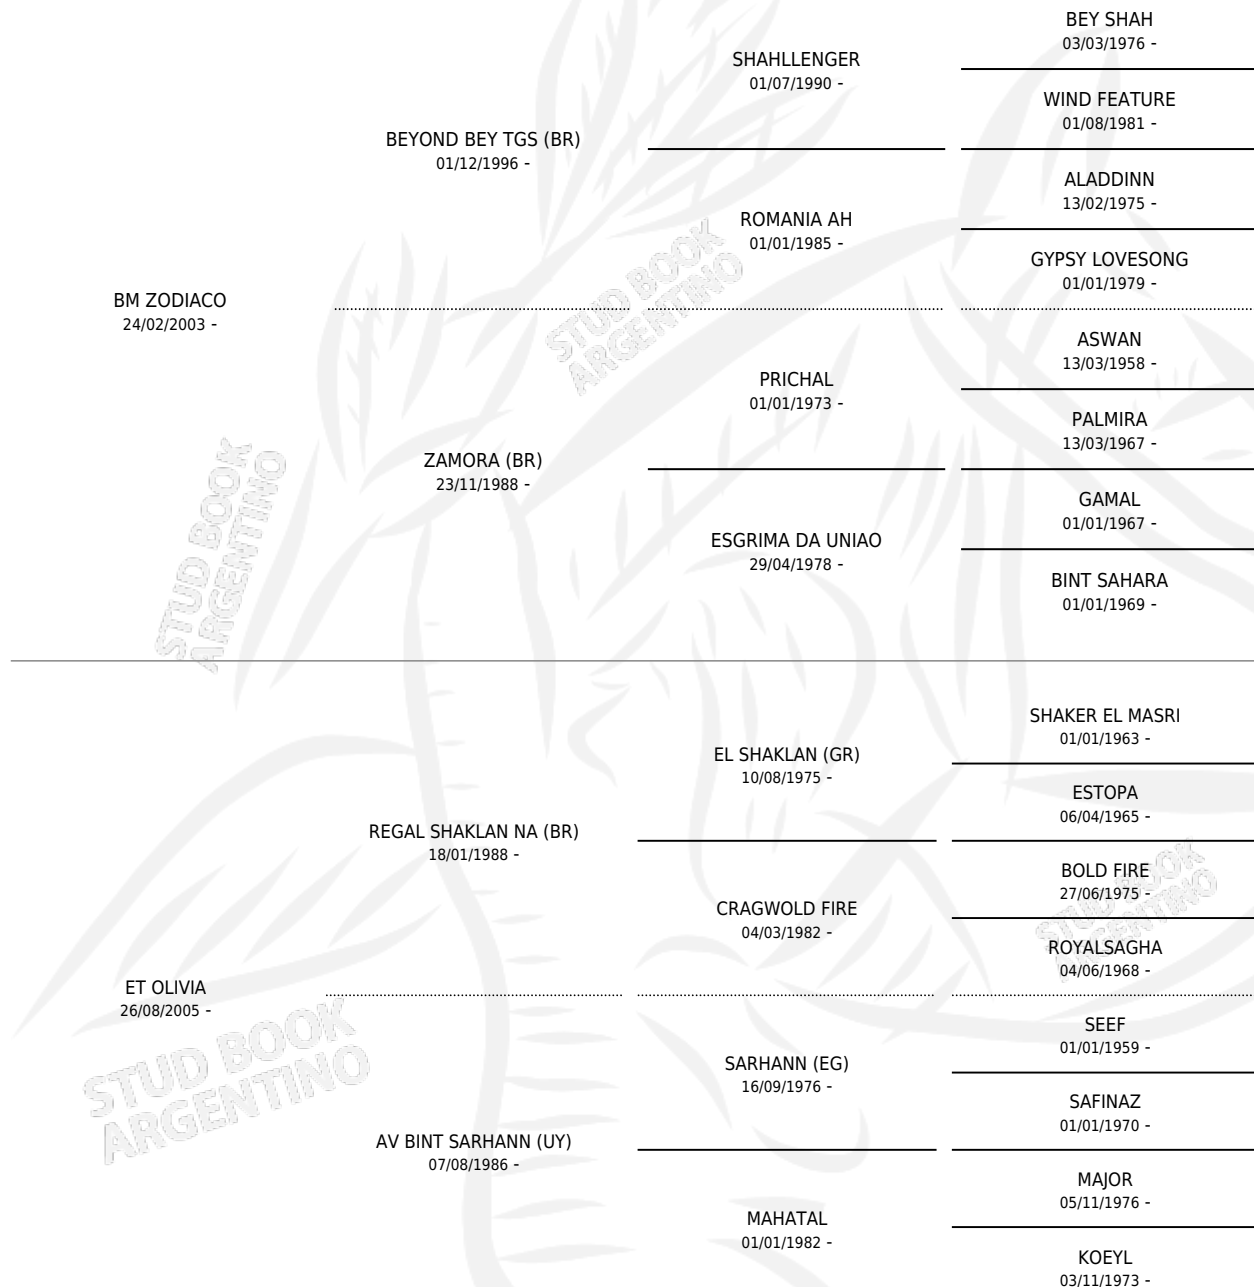 BEY SHAH
03/03/1976 -
SHAHLLENGER
01/07/1990 -
WIND FEATURE
01/08/1981 -
BEYOND BEY TGS (BR)
01/12/1996 -
ALADDINN
13/02/1975 -
ROMANIA AH
01/01/1985 -
GYPSY LOVESONG
01/01/1979 -
BM ZODIACO
24/02/2003 -
ASWAN
13/03/1958 -
PRICHAL
01/01/1973 -
PALMIRA
13/03/1967 -
ZAMORA (BR)
23/11/1988 -
GAMAL
01/01/1967 -
ESGRIMA DA UNIAO
29/04/1978 -
BINT SAHARA
01/01/1969 -
STUD BOOK
ARGENTINO
STUD BOOK
ARGENTINO
SHAKER EL MASRI
01/01/1963 -
EL SHAKLAN (GR)
10/08/1975 -
ESTOPA
06/04/1965 -
REGAL SHAKLAN NA (BR)
18/01/1988 -
BOLD FIRE
27/06/1975 -
CRAGWOLD FIRE
04/03/1982 -
ROYALSAGHA
04/06/1968 -
ET OLIVIA
26/08/2005 -
SEEF
01/01/1959 -
SARHANN (EG)
16/09/1976 -
SAFINAZ
01/01/1970 -
AV BINT SARHANN (UY)
07/08/1986 -
MAJOR
05/11/1976 -
MAHATAL
01/01/1982 -
KOEYL
03/11/1973 -
STUD BOOK
ARGENTINO
STUD BOOK
ARGENTINO